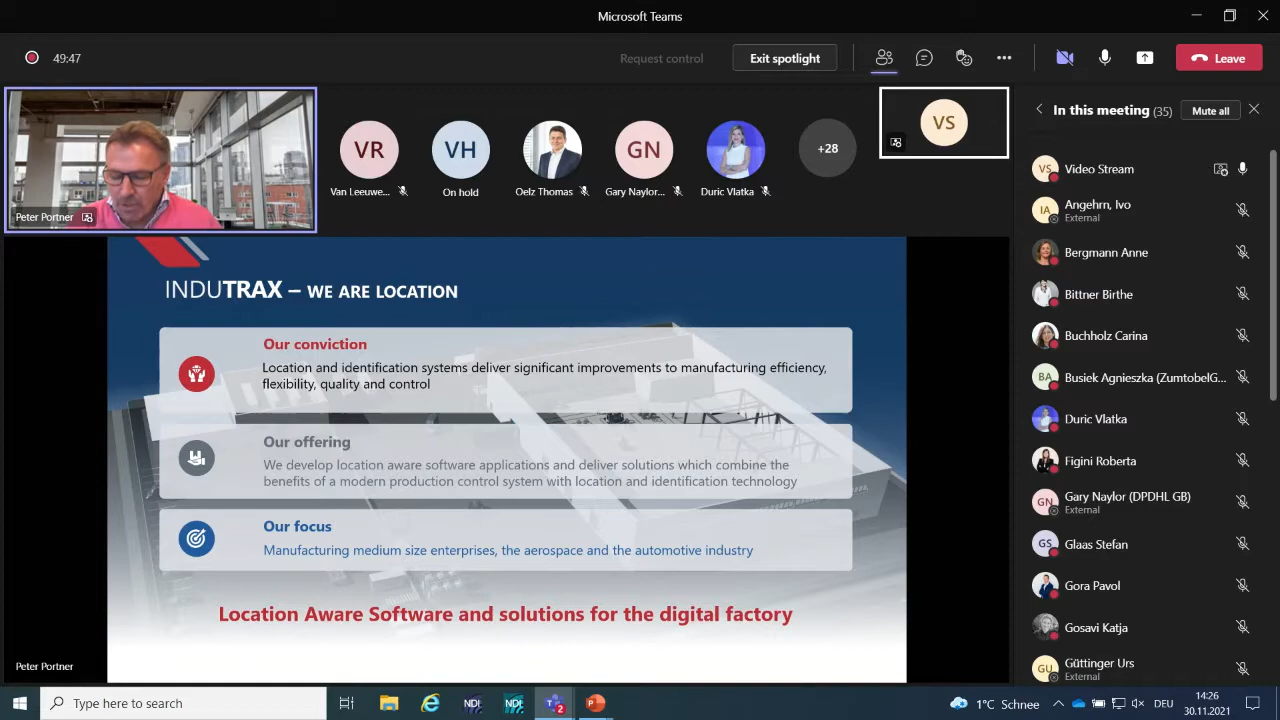 Microsoft Teams
49:47
Request control
Exit spotlight
Leave
Peter Portner
VR
Van Leeuwe...
VH
On hold
Oelz Thomas
GN
Gary Naylor...
Duric Vlatka
+28
VS
In this meeting (35)
Mute all
VS
Video Stream
IA
Angehrn, Ivo
External
Bergmann Anne
Bittner Birthe
Buchholz Carina
BA
Busiek Agnieszka (ZumtobelG...
Duric Vlatka
Figini Roberta
GN
Gary Naylor (DPDHL GB)
External
GS
Glaas Stefan
Gora Pavol
Gosavi Katja
GU
Güttinger Urs
External
INDUTRAX – WE ARE LOCATION
Our conviction
Location and identification systems deliver significant improvements to manufacturing efficiency,
flexibility, quality and control
Our offering
We develop location aware software applications and deliver solutions which combine the
benefits of a modern production control system with location and identification technology
Our focus
Manufacturing medium size enterprises, the aerospace and the automotive industry
Location Aware Software and solutions for the digital factory
Peter Portner
Type here to search
NDF
NDF
2
1°C Schnee
DEU
14:26
30.11.2021